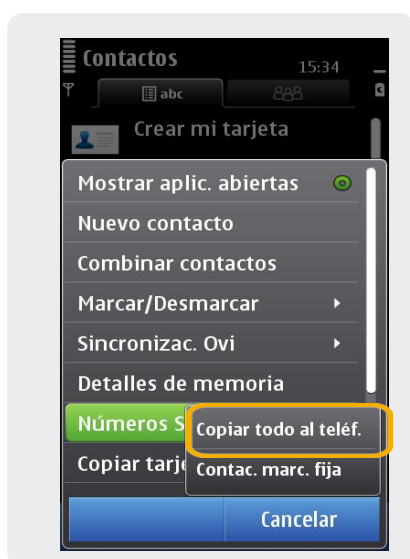 Contactos
15:34
abc
Crear mi tarjeta
Mostrar aplic. abiertas
Nuevo contacto
Combinar contactos
Marcar/Desmarcar
Sincronizac. Ovi
Detalles de memoria
Números S
Copiar todo al teléf.
Copiar tarje
Contac. marc. fija
Cancelar